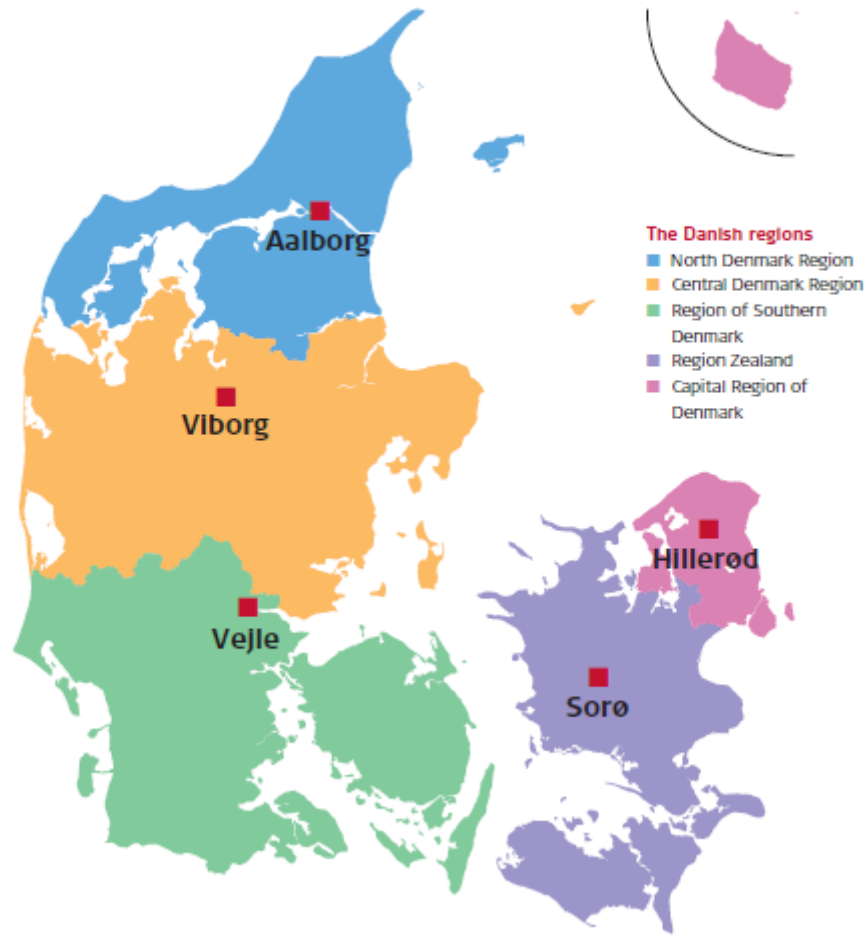 Aalborg
The Danish regions
North Denmark Region
Central Denmark Region
Region of Southern
Denmark
Region Zealand
Capital Region of
Denmark
Viborg
Hillerød
Vejle
Sorø